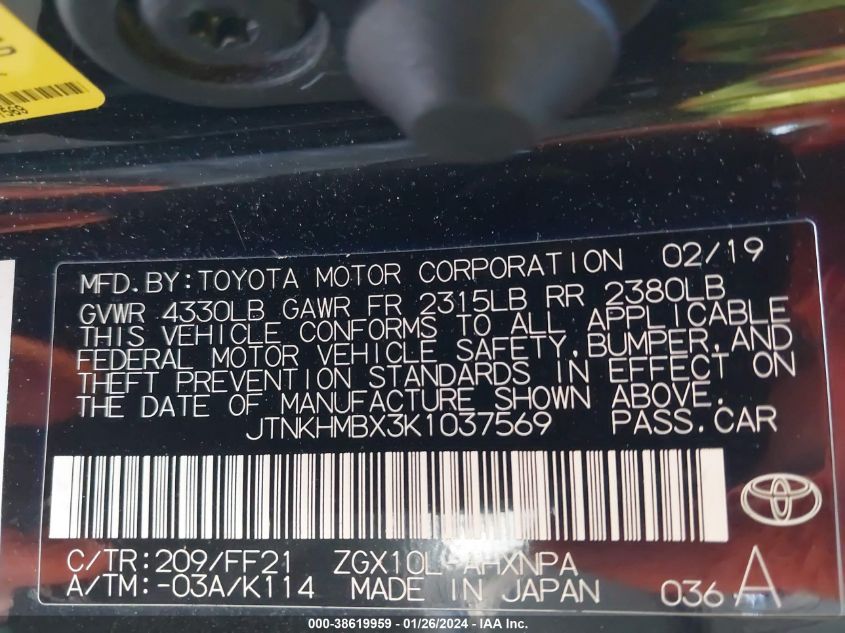 7569
MFD.BY:TOYOTA MOTOR CORPORATION 02/19
GVWR 4330LB GAWR FR 2315LB RR 2380LB
THIS VEHICLE CONFORMS TO ALL APPLICABLE
FEDERAL MOTOR VEHICLE SAFETY,BUMPER,AND
THEFT PREVENTION STANDARDS IN EFFECT ON
THE DATE OF MANUFACTURE SHOWN ABOVE.
JTNKHMBX3K1037569 PASS.CAR
C/TR:209/FF21 ZGX10L-AHXNPA
A/TM:-03A/K114 MADE IN JAPAN 036 A
000-38619959 | 01/26/2024 - IAA Inc.